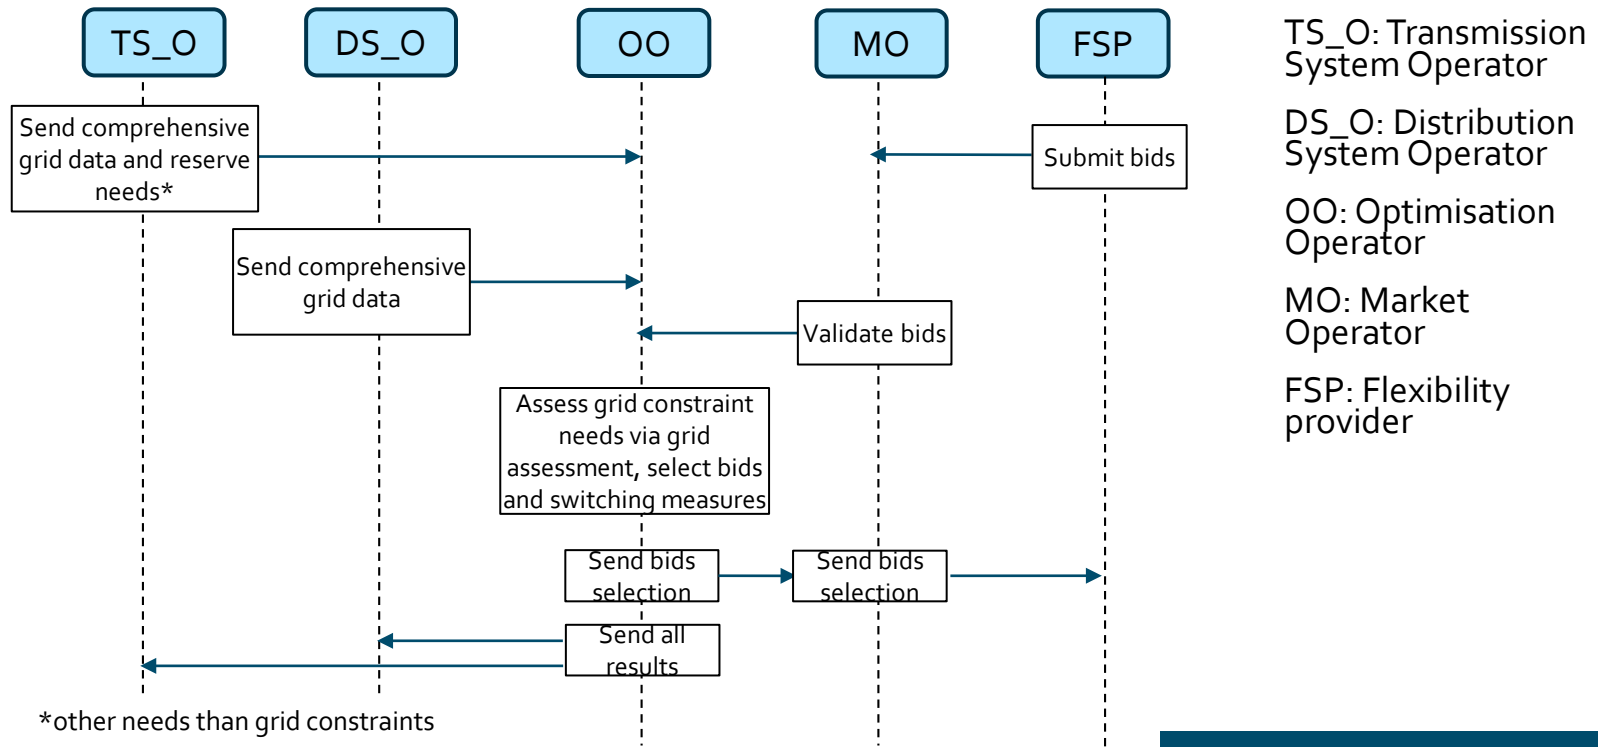 TS_O
DS_O
OO
MO
FSP
Send comprehensive
grid data and reserve
needs*
Submit bids
Send comprehensive
grid data
Validate bids
Assess grid constraint
needs via grid
assessment, select bids
and switching measures
Send bids
selection
Send bids
selection
Send all
results
*other needs than grid constraints
TS_O: Transmission
System Operator
DS_O: Distribution
System Operator
OO: Optimisation
Operator
MO: Market
Operator
FSP: Flexibility
provider